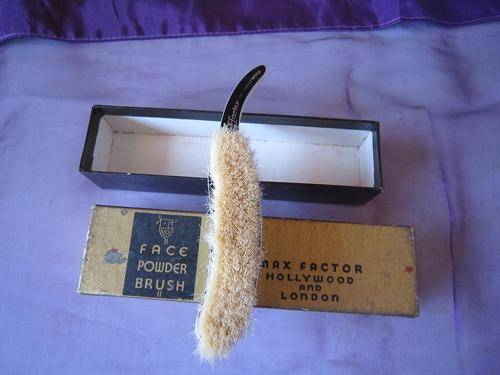 FACE
POWDER
BRUSH
MAX FACTOR
HOLLYWOOD
AND
LONDON